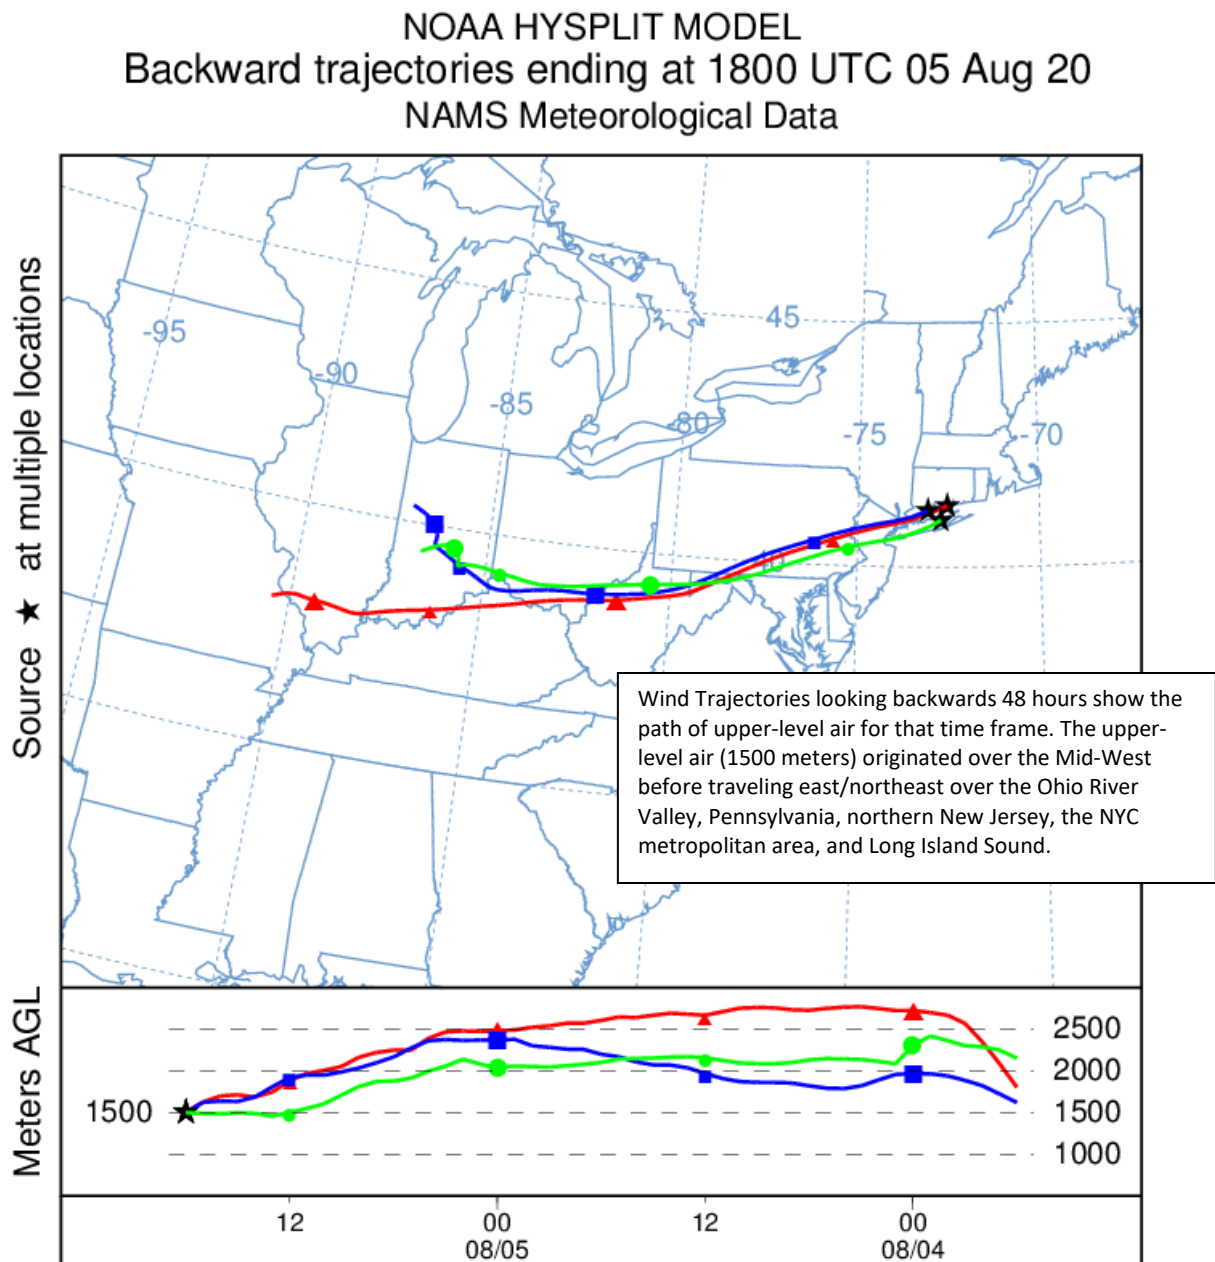 NOAA HYSPLIT MODEL
Backward trajectories ending at 1800 UTC 05 Aug 20
NAMS Meteorological Data
Source ★ at multiple locations
45
-95
-90
-85
-80
-75
-70
40
Wind Trajectories looking backwards 48 hours show the
path of upper-level air for that time frame. The upper-
level air (1500 meters) originated over the Mid-West
before traveling east/northeast over the Ohio River
Valley, Pennsylvania, northern New Jersey, the NYC
metropolitan area, and Long Island Sound.
Meters AGL
1500
2500
2000
1500
1000
12 00 12 00
08/05 08/04